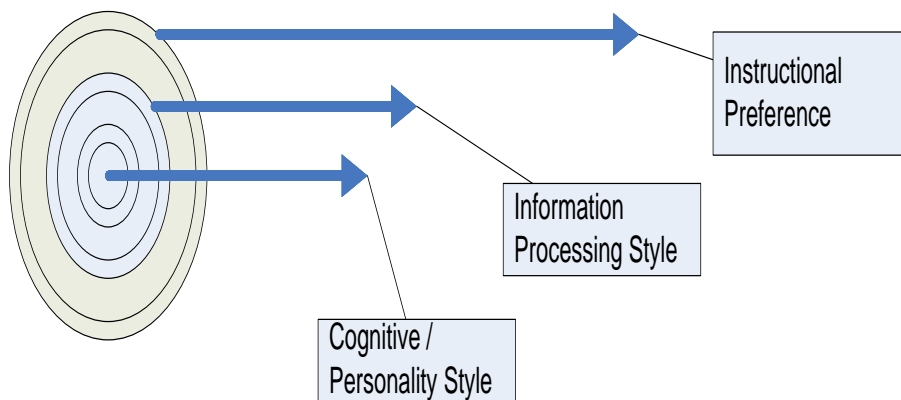 Instructional
Preference
Information
Processing Style
Cognitive /
Personality Style